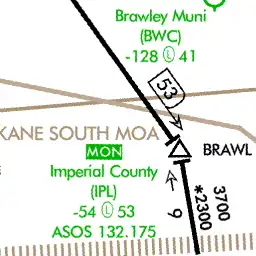 Brawley Muni
(BWC)
-128 Ⓛ 41
53
KANE SOUTH MOA
BRAWL
MON
Imperial County
(IPL)
-54 Ⓛ 53
ASOS 132.175
9
3700
*2300